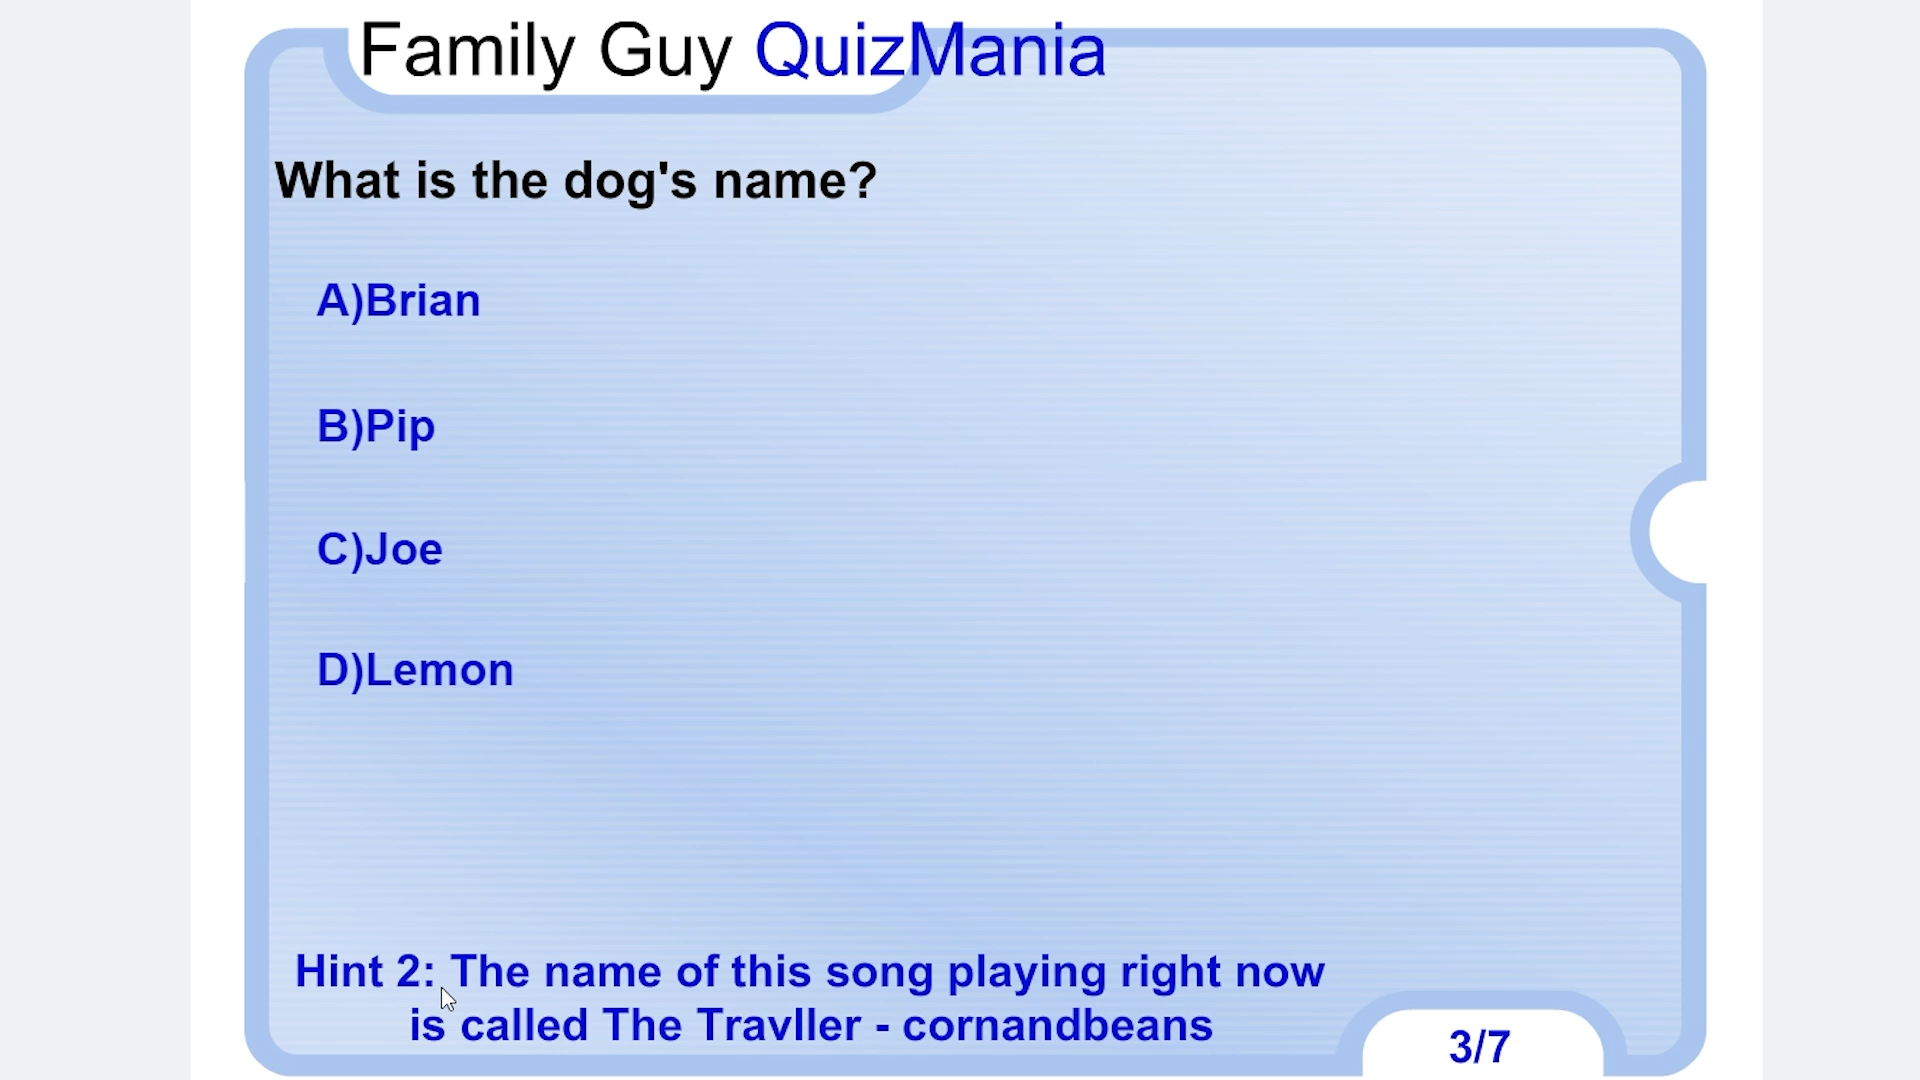 Family Guy QuizMania
What is the dog's name?
A)Brian
B)Pip
C)Joe
D)Lemon
Hint 2: The name of this song playing right now
is called The Travller - cornandbeans
3/7